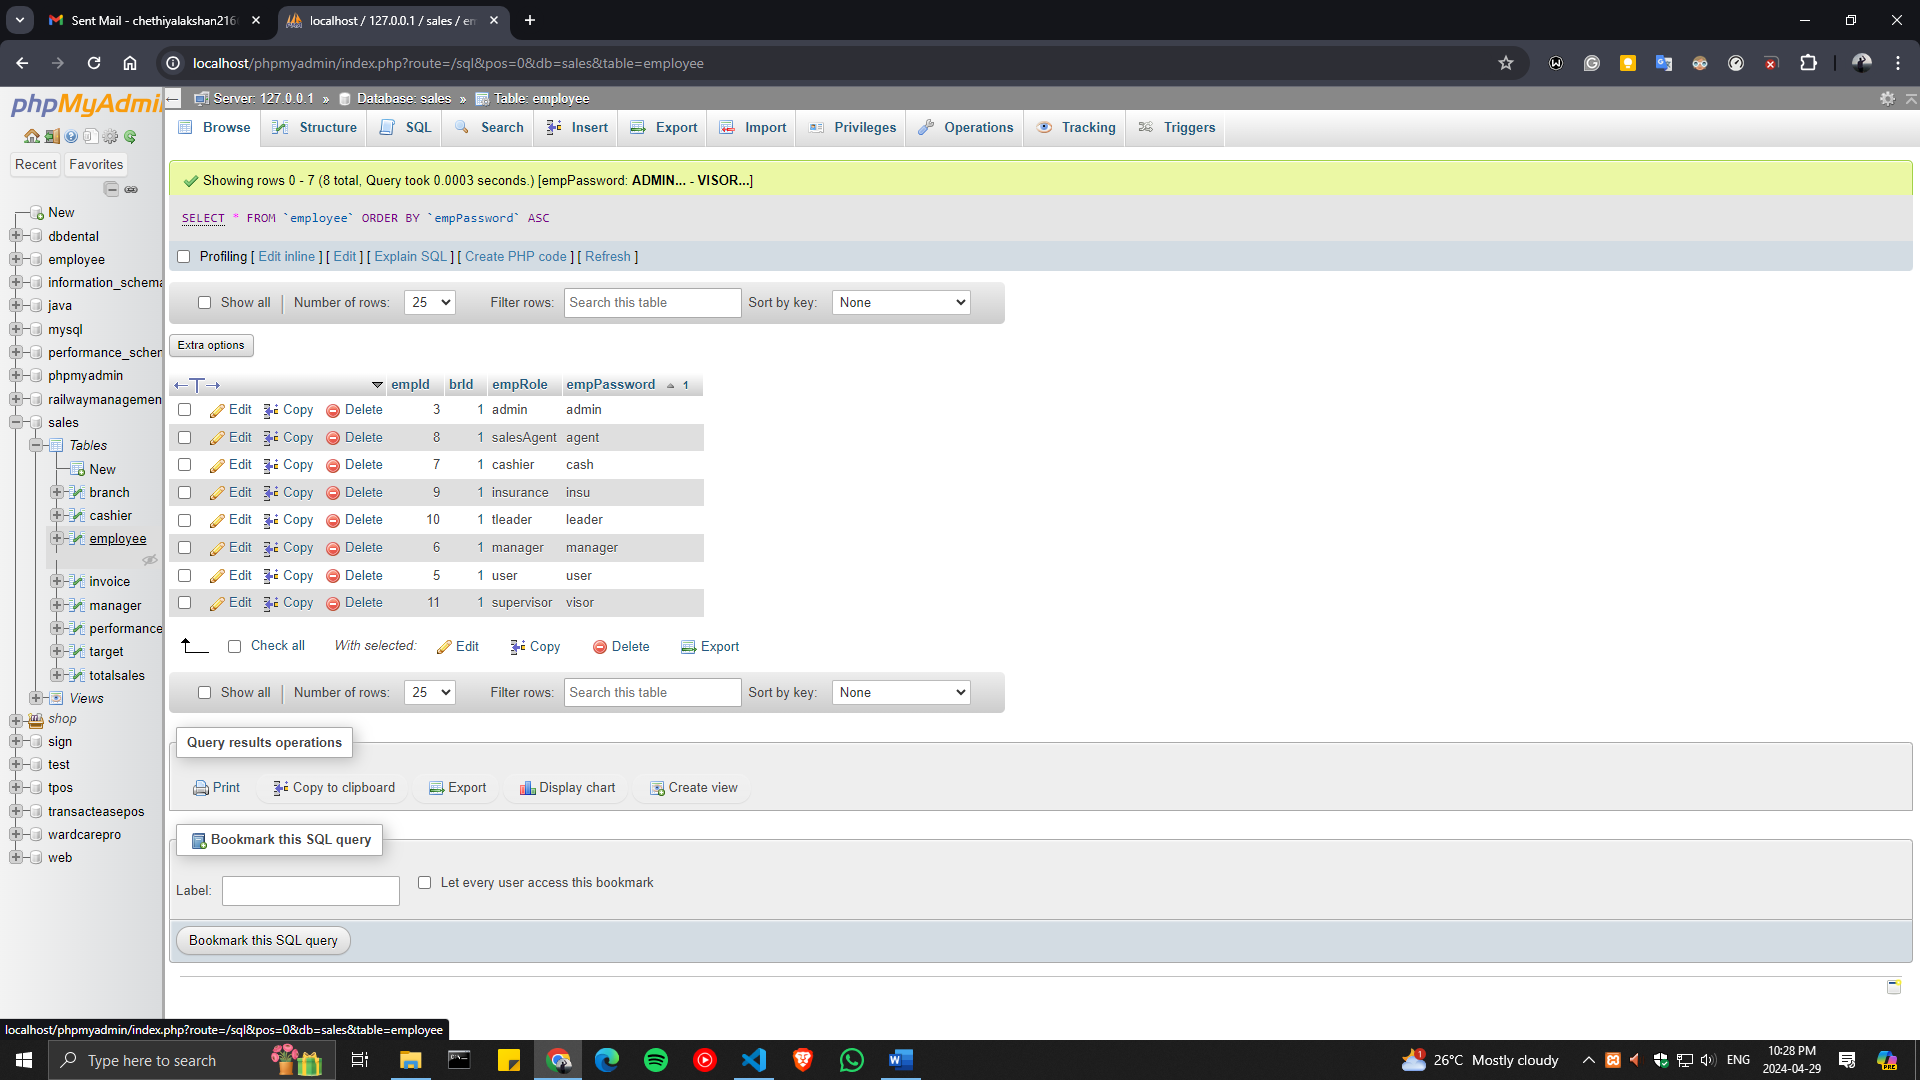 Sent Mail - chethiyalakshan216
localhost / 127.0.0.1 / sales / em
localhost/phpmyadmin/index.php?route=/sql&pos=0&db=sales&table=employee
phpMyAdmi
Recent
Favorites
New
dbdental
employee
information_schema
java
mysql
performance_schem
phpmyadmin
railwaymanagemen
sales
Tables
New
branch
cashier
employee
invoice
manager
performance
target
totalsales
Views
shop
sign
test
tpos
transacteasepos
wardcarepro
web
Server: 127.0.0.1 » Database: sales » Table: employee
Browse Structure SQL Search Insert Export Import Privileges Operations Tracking Triggers
Showing rows 0 - 7 (8 total, Query took 0.0003 seconds.) [empPassword: ADMIN... - VISOR...]
SELECT * FROM `employee` ORDER BY `empPassword` ASC
Profiling [ Edit inline ] [ Edit ] [ Explain SQL ] [ Create PHP code ] [ Refresh ]
Show all Number of rows: 25 Filter rows: Search this table Sort by key: None
Extra options
empId brId empRole empPassword 1
Edit Copy Delete 3 1 admin admin
Edit Copy Delete 8 1 salesAgent agent
Edit Copy Delete 7 1 cashier cash
Edit Copy Delete 9 1 insurance insu
Edit Copy Delete 10 1 tleader leader
Edit Copy Delete 6 1 manager manager
Edit Copy Delete 5 1 user user
Edit Copy Delete 11 1 supervisor visor
Check all With selected: Edit Copy Delete Export
Show all Number of rows: 25 Filter rows: Search this table Sort by key: None
Query results operations
Print Copy to clipboard Export Display chart Create view
Bookmark this SQL query
Label: Let every user access this bookmark
Bookmark this SQL query
localhost/phpmyadmin/index.php?route=/sql&pos=0&db=sales&table=employee
Type here to search
26°C Mostly cloudy
ENG
10:28 PM
2024-04-29